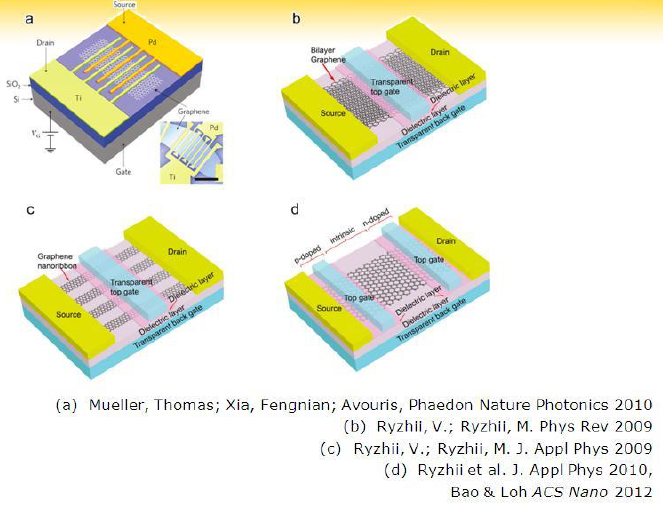 a
Source
Drain
Pd
SiO₂
Si
Ti
Graphene
V_G
Pd
Ti
Gate
b
Bilayer
Graphene
Drain
Transparent
top gate
Dielectric layer
Source
Dielectric layer
Transparent back gate
c
Graphene
nanoribbon
Drain
Transparent
top gate
Dielectric layer
Source
Dielectric layer
Transparent back gate
d
p-doped
Intrinsic
n-doped
Drain
Top gate
Top gate
Source
Dielectric layer
Dielectric layer
Transparent back gate
(a) Mueller, Thomas; Xia, Fengnian; Avouris, Phaedon Nature Photonics 2010
(b) Ryzhii, V.; Ryzhii, M. Phys Rev 2009
(c) Ryzhii, V.; Ryzhii, M. J. Appl Phys 2009
(d) Ryzhii et al. J. Appl Phys 2010,
Bao & Loh ACS Nano 2012